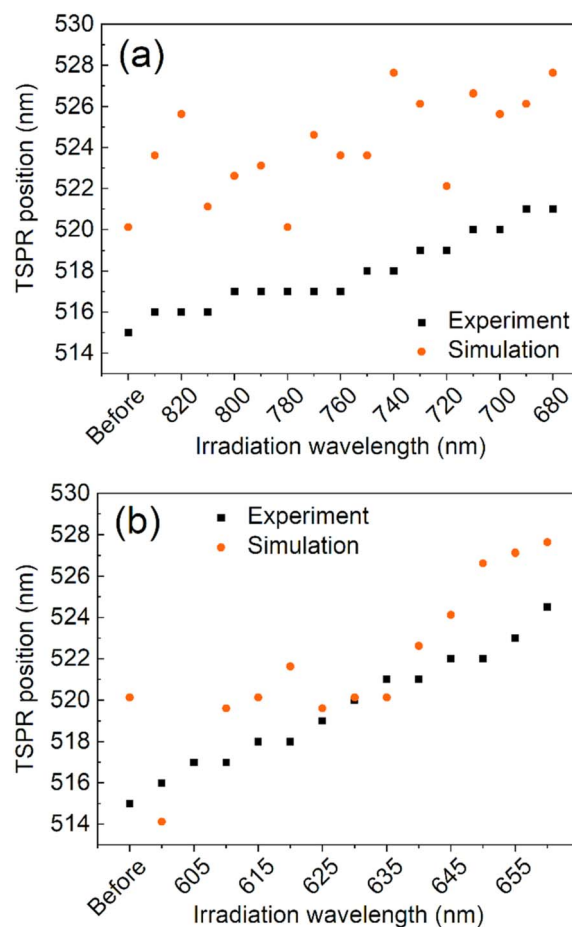 530
(a)
528
526
524
522
520
518
516
514
TSPR position (nm)
Experiment
Simulation
Before
820
800
780
760
740
720
700
680
Irradiation wavelength (nm)
530
(b)
Experiment
Simulation
528
526
524
522
520
518
516
514
TSPR position (nm)
Before
605
615
625
635
645
655
Irradiation wavelength (nm)